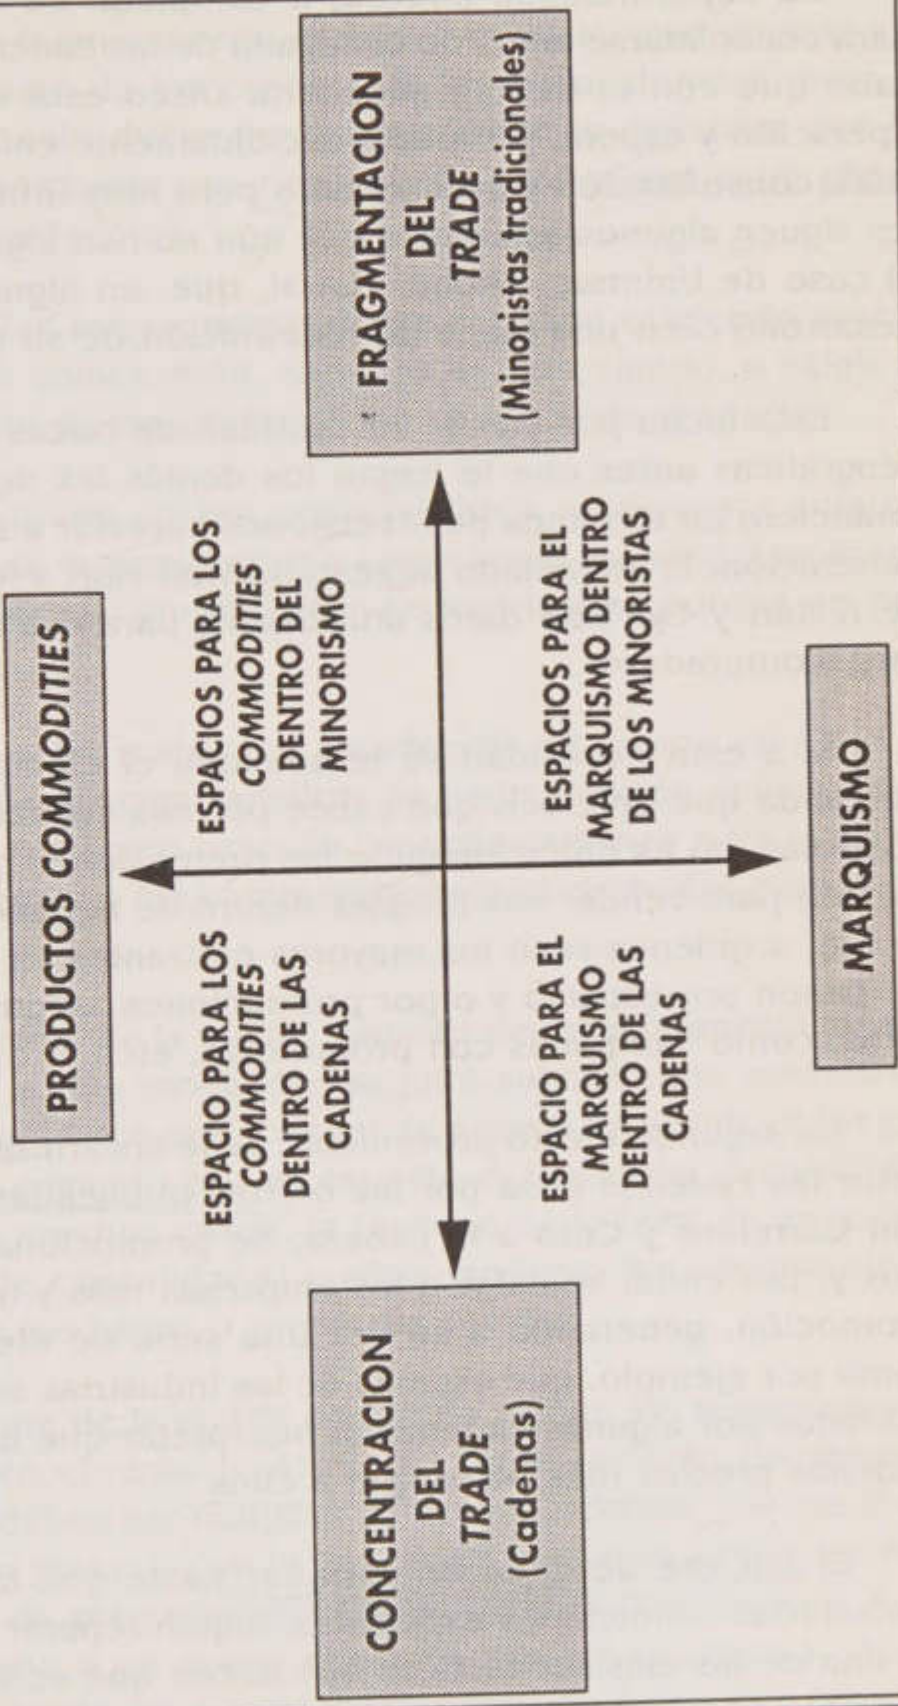 PRODUCTOS COMMODITIES
ESPACIO PARA LOS
COMMODITIES
DENTRO DE LAS
CADENAS
ESPACIOS PARA LOS
COMMODITIES
DENTRO DEL
MINORISMO
CONCENTRACION
DEL
TRADE
(Cadenas)
FRAGMENTACION
DEL
TRADE
(Minoristas tradicionales)
ESPACIO PARA EL
MARQUISMO
DENTRO DE LAS
CADENAS
ESPACIOS PARA EL
MARQUISMO DENTRO
DE LOS MINORISTAS
MARQUISMO